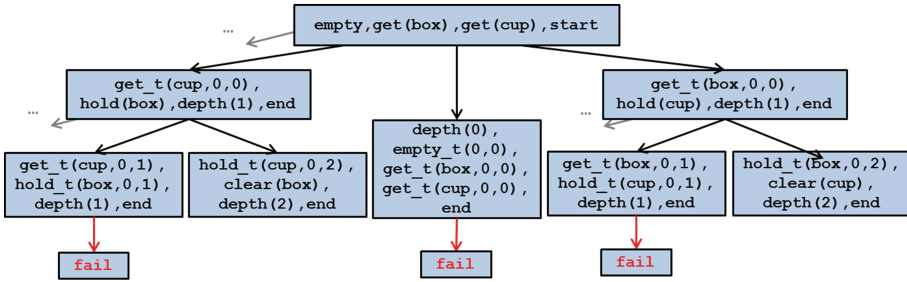 empty,get(box),get(cup),start
…
get_t(cup,0,0),
hold(box),depth(1),end
get_t(box,0,0),
hold(cup),depth(1),end
…
…
depth(0),
empty_t(0,0),
get_t(box,0,0),
get_t(cup,0,0),
end
get_t(cup,0,1),
hold_t(box,0,1),
depth(1),end
hold_t(cup,0,2),
clear(box),
depth(2),end
get_t(box,0,1),
hold_t(cup,0,1),
depth(1),end
hold_t(box,0,2),
clear(cup),
depth(2),end
fail
fail
fail